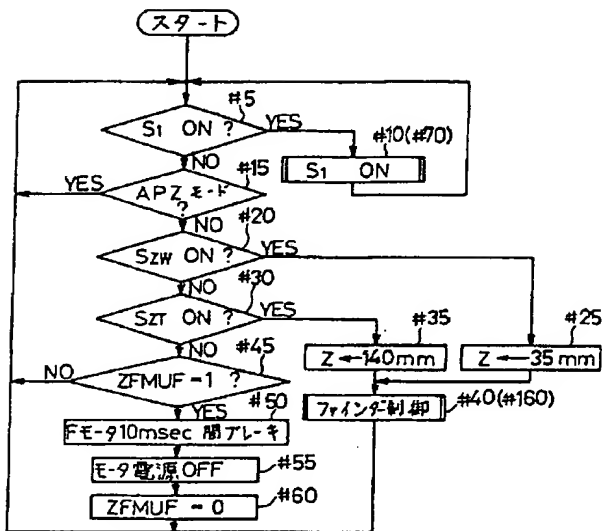 スタート
#5
S1 ON ?
YES
#10(#70)
S1 ON
NO
#15
YES
APZ モード
?
NO
#20
SZW ON ?
YES
NO
#30
SZT ON ?
YES
#35
#25
NO
#45
Z ← 140mm
Z ← 35mm
NO
ZFMUF = 1 ?
YES
#50
ファインダー制御
#40(#160)
Fモータ10msec 間ブレーキ
モータ電源OFF
#55
ZFMUF = 0
#60